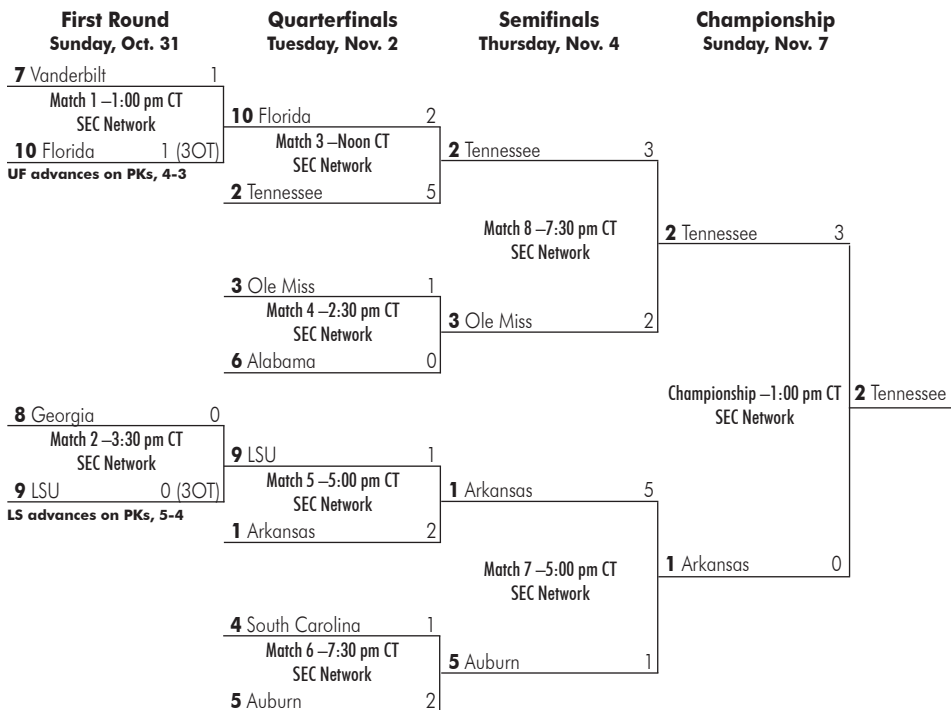 First Round
Sunday, Oct. 31
Quarterfinals
Tuesday, Nov. 2
Semifinals
Thursday, Nov. 4
Championship
Sunday, Nov. 7
7 Vanderbilt 1
Match 1 –1:00 pm CT
SEC Network
10 Florida 1 (3OT)
UF advances on PKs, 4-3
8 Georgia 0
Match 2 –3:30 pm CT
SEC Network
9 LSU 0 (3OT)
LS advances on PKs, 5-4
10 Florida 2
Match 3 –Noon CT
SEC Network
2 Tennessee 5
3 Ole Miss 1
Match 4 –2:30 pm CT
SEC Network
6 Alabama 0
9 LSU 1
Match 5 –5:00 pm CT
SEC Network
1 Arkansas 2
4 South Carolina 1
Match 6 –7:30 pm CT
SEC Network
5 Auburn 2
2 Tennessee 3
Match 8 –7:30 pm CT
SEC Network
3 Ole Miss 2
1 Arkansas 5
Match 7 –5:00 pm CT
SEC Network
5 Auburn 1
2 Tennessee 3
Championship –1:00 pm CT
SEC Network
1 Arkansas 0
2 Tennessee